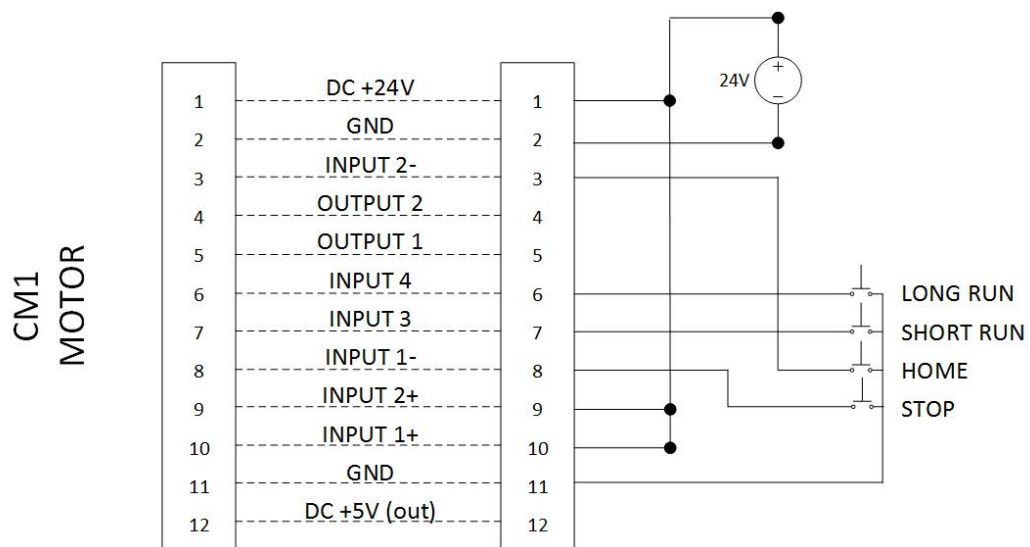 CM1
MOTOR
1 DC +24V 1
2 GND 2
3 INPUT 2- 3
4 OUTPUT 2 4
5 OUTPUT 1 5
6 INPUT 4 6
7 INPUT 3 7
8 INPUT 1- 8
9 INPUT 2+ 9
10 INPUT 1+ 10
11 GND 11
12 DC +5V (out) 12
24V
+
−
LONG RUN
SHORT RUN
HOME
STOP